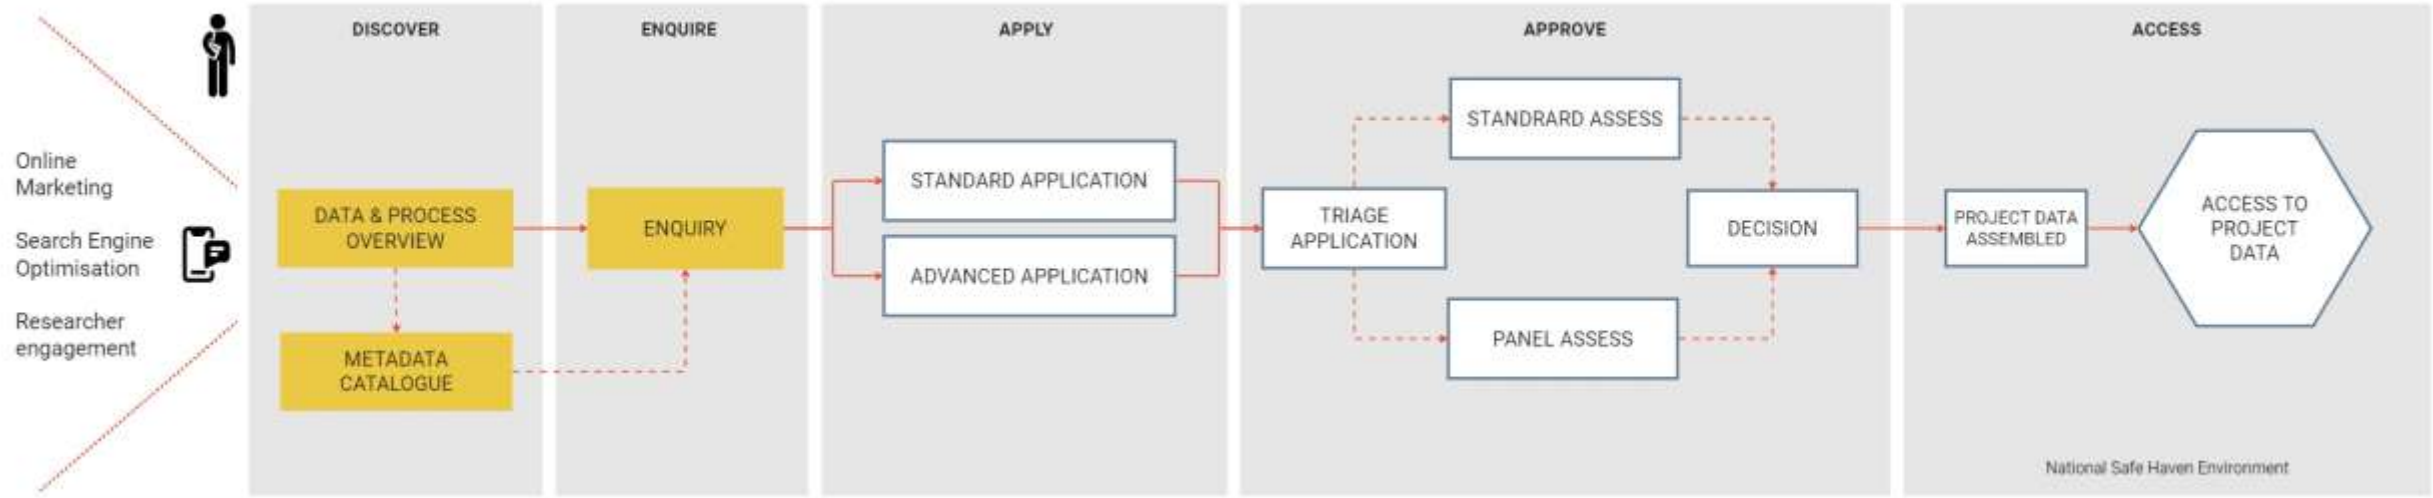 Online
Marketing
Search Engine
Optimisation
Researcher
engagement
DISCOVER
DATA & PROCESS
OVERVIEW
METADATA
CATALOGUE
ENQUIRE
ENQUIRY
APPLY
STANDARD APPLICATION
ADVANCED APPLICATION
APPROVE
TRIAGE
APPLICATION
STANDRARD ASSESS
PANEL ASSESS
DECISION
ACCESS
PROJECT DATA
ASSEMBLED
ACCESS TO
PROJECT
DATA
National Safe Haven Environment